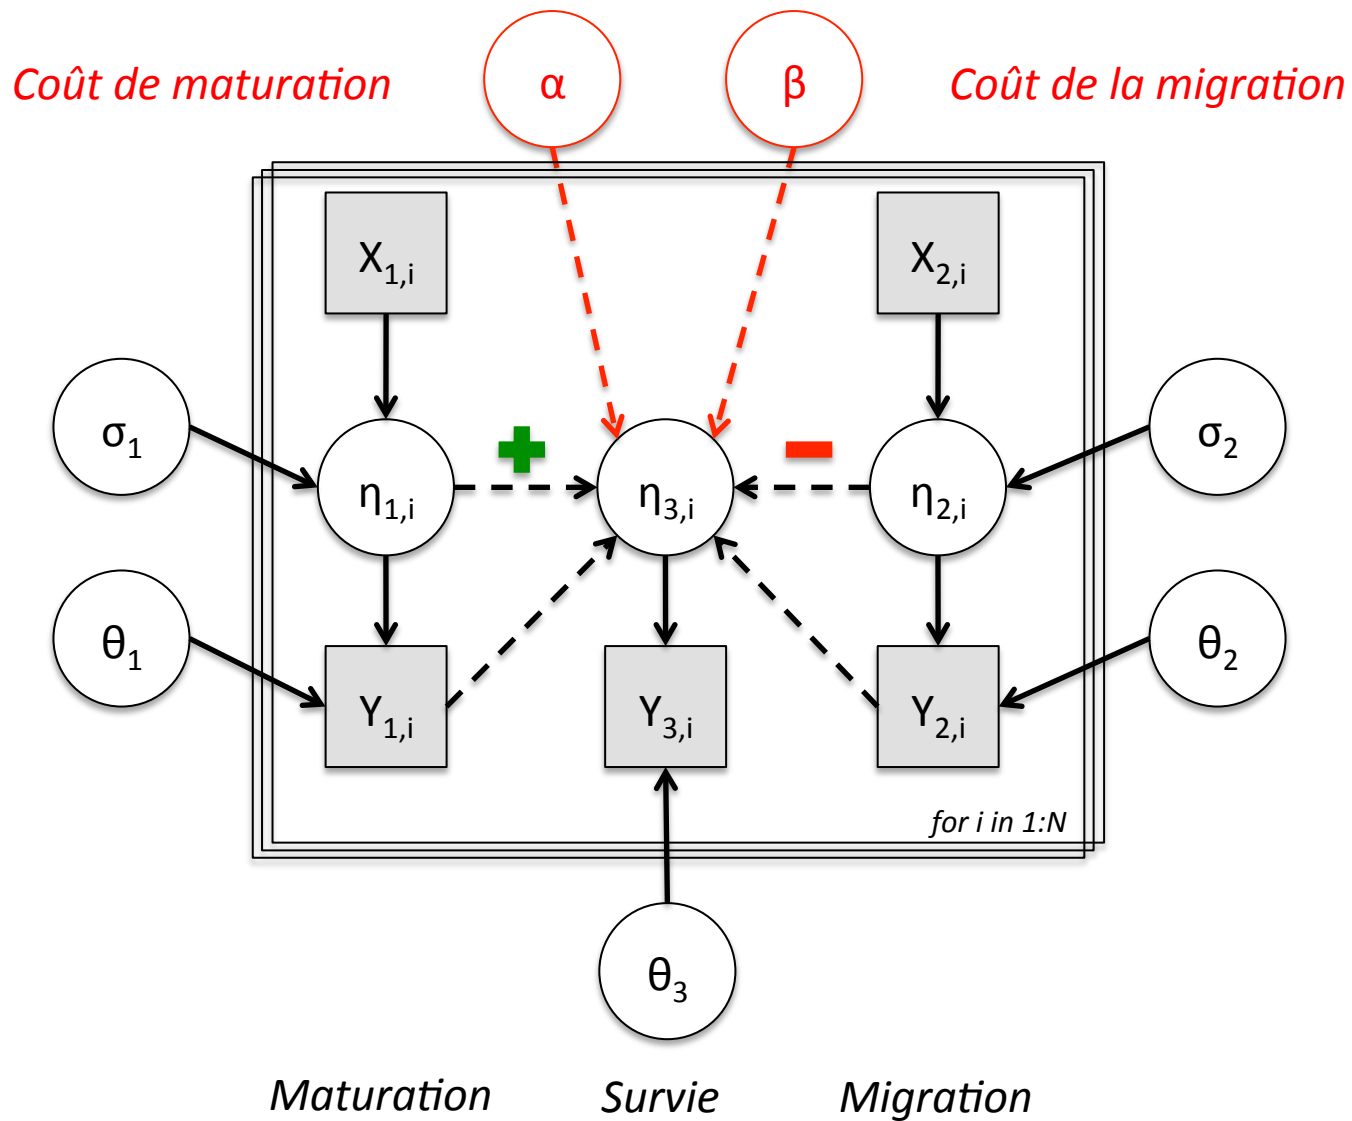 Coût de maturation
α
β
Coût de la migration
X1,i
X2,i
σ1
σ2
η1,i
+
η3,i
−
η2,i
θ1
θ2
Y1,i
Y3,i
Y2,i
for i in 1:N
θ3
Maturation
Survie
Migration